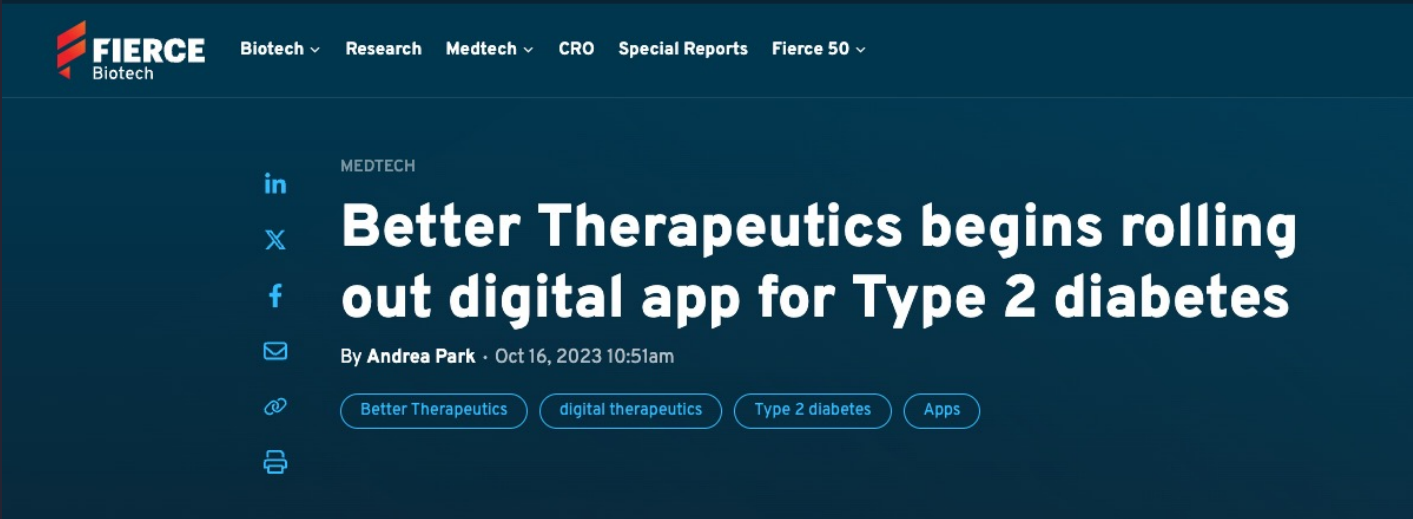 FIERCE
Biotech
Biotech Research Medtech CRO Special Reports Fierce 50
MEDTECH
Better Therapeutics begins rolling
out digital app for Type 2 diabetes
By Andrea Park · Oct 16, 2023 10:51am
Better Therapeutics digital therapeutics Type 2 diabetes Apps